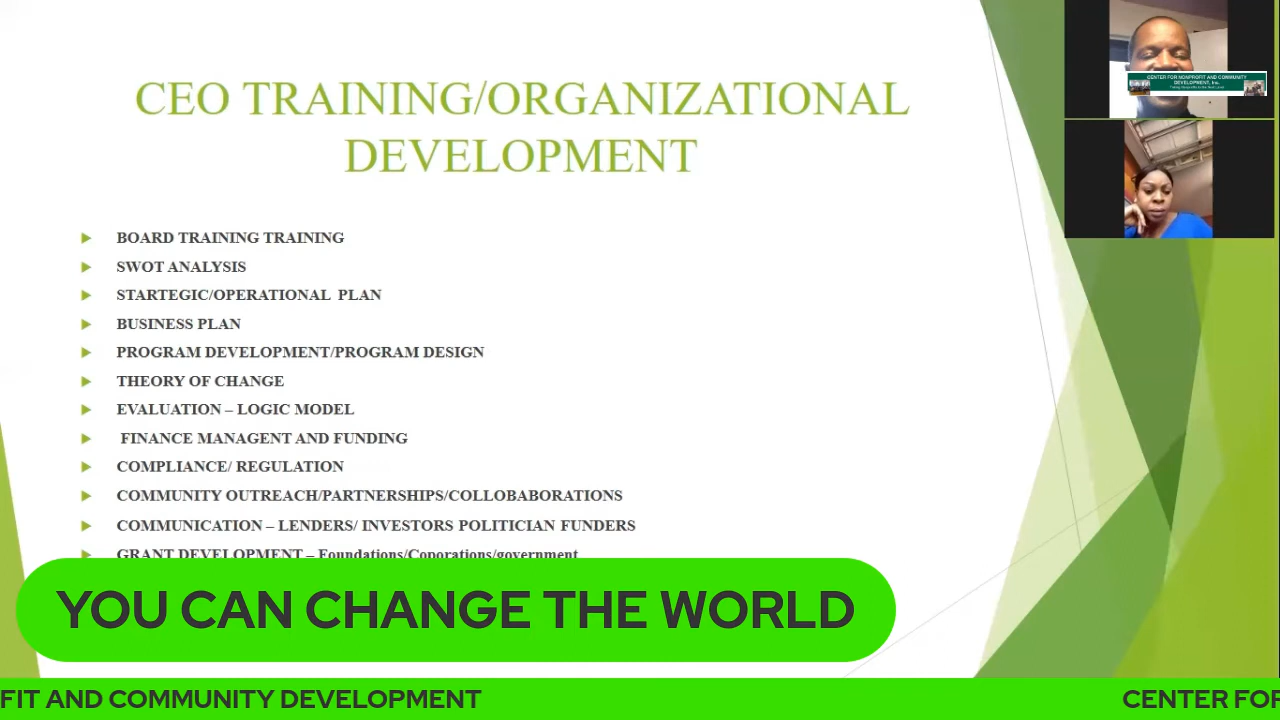 CEO TRAINING/ORGANIZATIONAL
DEVELOPMENT
BOARD TRAINING TRAINING
SWOT ANALYSIS
STARTEGIC/OPERATIONAL PLAN
BUSINESS PLAN
PROGRAM DEVELOPMENT/PROGRAM DESIGN
THEORY OF CHANGE
EVALUATION – LOGIC MODEL
FINANCE MANAGENT AND FUNDING
COMPLIANCE/ REGULATION
COMMUNITY OUTREACH/PARTNERSHIPS/COLLOBABORATIONS
COMMUNICATION – LENDERS/ INVESTORS POLITICIAN FUNDERS
GRANT DEVELOPMENT – Foundations/Coporations/government
CENTER FOR NONPROFIT AND COMMUNITY
DEVELOPMENT, Inc.
YOU CAN CHANGE THE WORLD
FIT AND COMMUNITY DEVELOPMENT
CENTER FOR